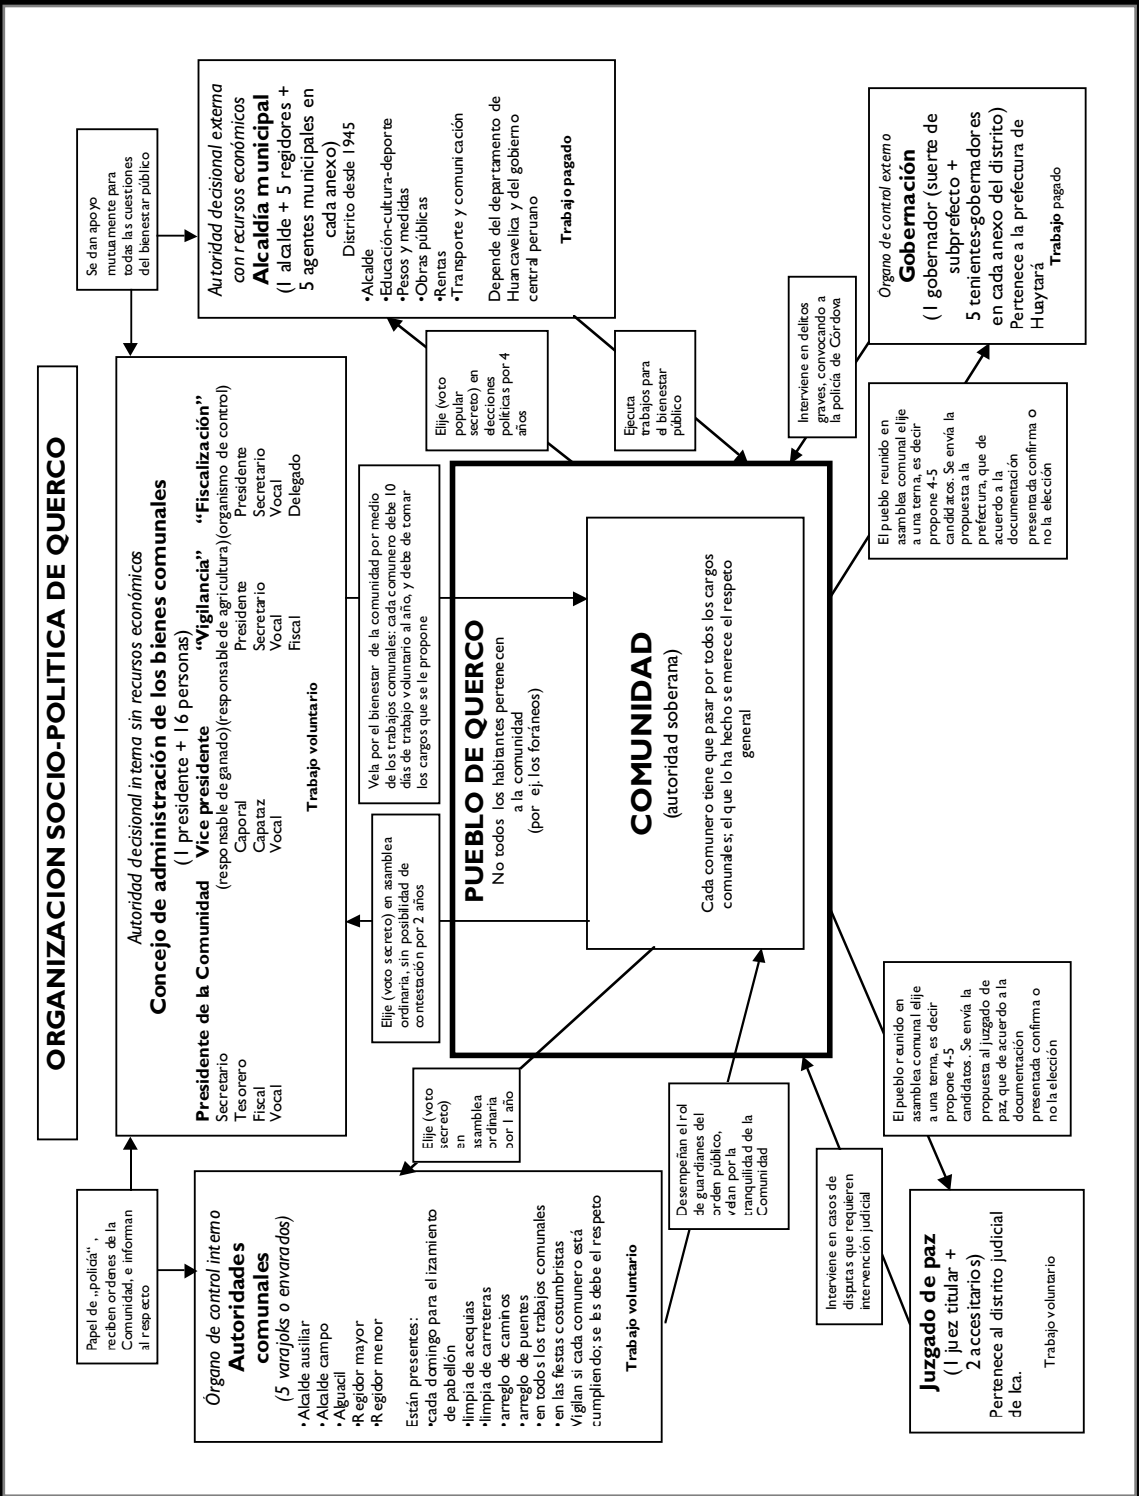 ORGANIZACION SOCIO-POLITICA DE QUERCO
Papel de „policía“ ,
reciben ordenes de la
Comunidad, e informan
al respecto
Autoridad decisional interna sin recursos económicos
Concejo de administración de los bienes comunales
(1 presidente + 16 personas)
Presidente de la Comunidad
Secretario
Tesorero
Fiscal
Vocal
Vice presidente
(responsable de ganado)
Caporal
Capataz
Vocal
“Vigilancia”
(responsable de agricultura)
Presidente
Secretario
Vocal
Fiscal
“Fiscalización”
(organismo de control)
Presidente
Secretario
Vocal
Delegado
Trabajo voluntario
Se dan apoyo
mutuamente para
todas las cuestiones
del bienestar público
Órgano de control interno
Autoridades
comunales
(5 varajoks o envarados)
•Alcalde ausiliar
•Alcalde campo
•Alguacil
•Regidor mayor
•Regidor menor
Están presentes:
•cada domingo para el izamiento
de pabellón
•limpia de acequias
•limpia de carreteras
•arreglo de caminos
•arreglo de puentes
•en todos los trabajos comunales
•en las fiestas costumbristas
Vigilan si cada comunero está
cumpliendo; se les debe el respeto
Trabajo voluntario
Autoridad decisional externa
con recursos económicos
Alcaldía municipal
(1 alcalde + 5 regidores +
5 agentes municipales en
cada anexo)
Distrito desde 1945
•Alcalde
•Educación-cultura-deporte
•Pesos y medidas
•Obras públicas
•Rentas
•Transporte y comunicación
Depende del departamento de
Huancavelica y del gobierno
central peruano
Trabajo pagado
Elije (voto secreto) en asamblea
ordinaria, sin posibilidad de
contestación por 2 años
Vela por el bienestar de la comunidad por medio
de los trabajos comunales: cada comunero debe 10
días de trabajo voluntario al año, y debe de tomar
los cargos que se le propone
Elije (voto
secreto)
en
asamblea
ordinaria
por 1 año
Elije (voto
popular
secreto) en
elecciones
políticas por 4
años
PUEBLO DE QUERCO
No todos los habitantes pertenecen
a la comunidad
(por ej. los foráneos)
COMUNIDAD
(autoridad soberana)
Cada comunero tiene que pasar por todos los cargos
comunales; el que lo ha hecho se merece el respeto
general
Ejecuta
trabajos para
el bienestar
público
Desempeñan el rol
de guardianes del
orden público,
velan por la
tranquilidad de la
Comunidad
Interviene en delitos
graves, convocando a
la policía de Córdova
Interviene en casos de
disputas que requieren
intervención judicial
El pueblo reunido en
asamblea comunal elije
a una terna, es decir
propone 4-5
candidatos. Se envía la
propuesta al juzgado de
paz, que de acuerdo a la
documentación
presentada confirma o
no la elección
El pueblo reunido en
asamblea comunal elije
a una terna, es decir
propone 4-5
candidatos. Se envía la
propuesta a la
prefectura, que de
acuerdo a la
documentación
presentada confirma o
no la elección
Juzgado de paz
(1 juez titular +
2 accesitarios)
Pertenece al distrito judicial
de Ica.
Trabajo voluntario
Órgano de control externo
Gobernación
(1 gobernador (suerte de
subprefecto +
5 tenientes-gobernadores
en cada anexo del distrito)
Pertenece a la prefectura de
Huaytará
Trabajo pagado